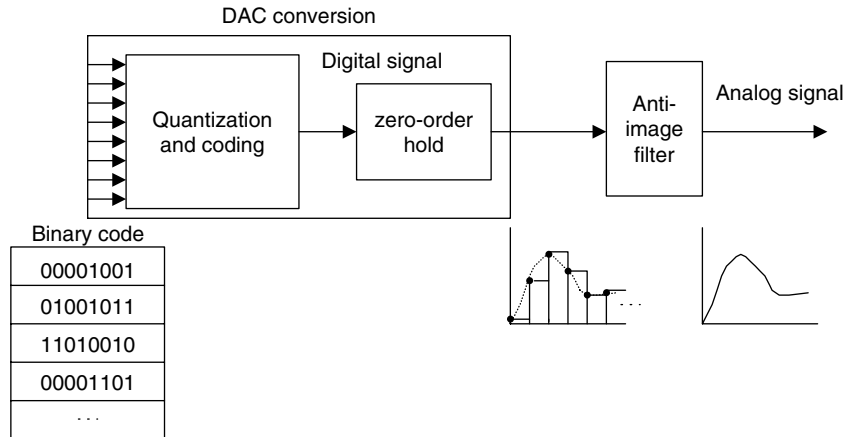 DAC conversion
Digital signal
Quantization
and coding
zero-order
hold
Anti-
image
filter
Analog signal
Binary code
00001001
01001011
11010010
00001101
...
...